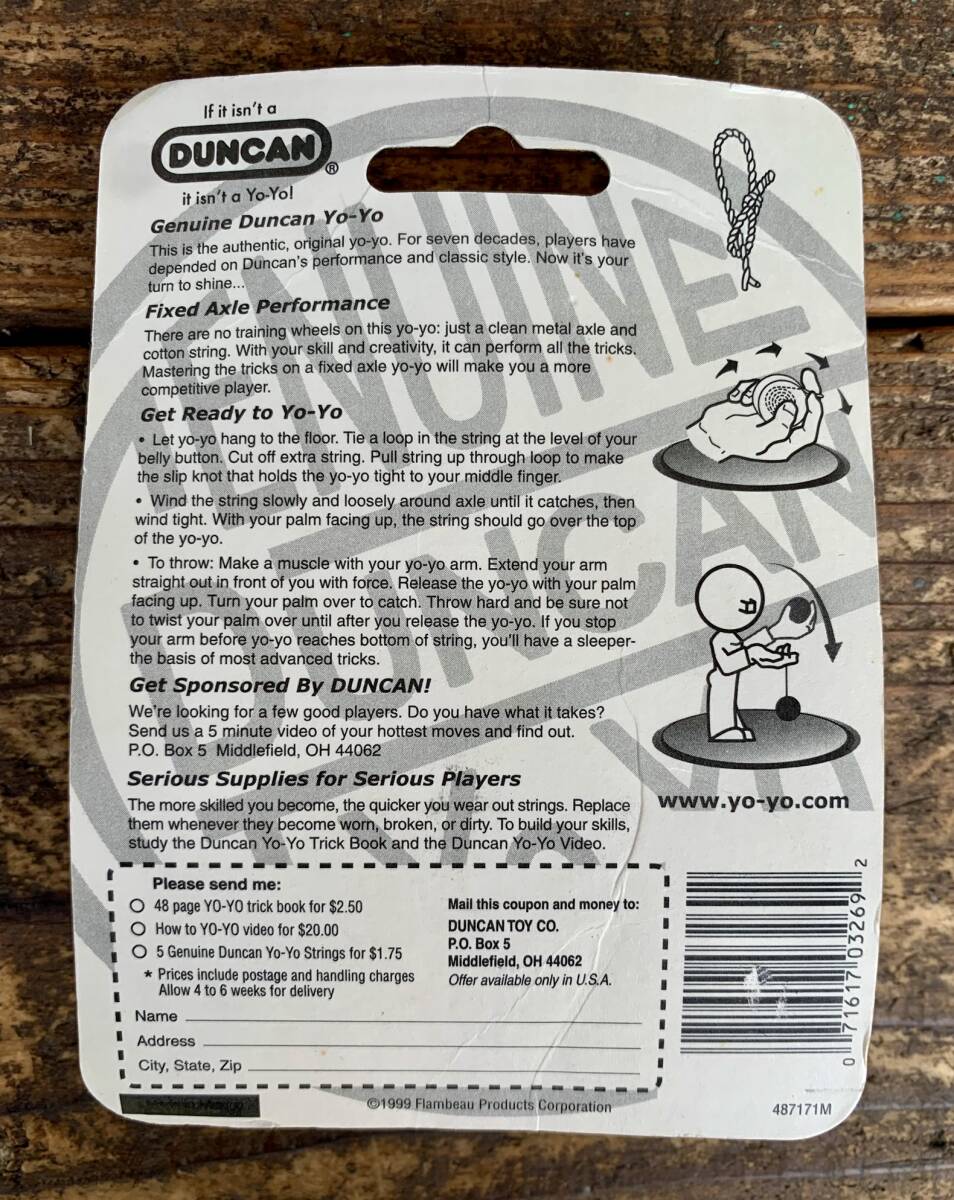 If it isn't a
DUNCAN®
it isn't a Yo-Yo!
Genuine Duncan Yo-Yo
This is the authentic, original yo-yo. For seven decades, players have
depended on Duncan's performance and classic style. Now it's your
turn to shine...
Fixed Axle Performance
There are no training wheels on this yo-yo: just a clean metal axle and
cotton string. With your skill and creativity, it can perform all the tricks.
Mastering the tricks on a fixed axle yo-yo will make you a more
competitive player.
Get Ready to Yo-Yo
• Let yo-yo hang to the floor. Tie a loop in the string at the level of your
belly button. Cut off extra string. Pull string up through loop to make
the slip knot that holds the yo-yo tight to your middle finger.
• Wind the string slowly and loosely around axle until it catches, then
wind tight. With your palm facing up, the string should go over the top
of the yo-yo.
• To throw: Make a muscle with your yo-yo arm. Extend your arm
straight out in front of you with force. Release the yo-yo with your palm
facing up. Turn your palm over to catch. Throw hard and be sure not
to twist your palm over until after you release the yo-yo. If you stop
your arm before yo-yo reaches bottom of string, you'll have a sleeper-
the basis of most advanced tricks.
Get Sponsored By DUNCAN!
We're looking for a few good players. Do you have what it takes?
Send us a 5 minute video of your hottest moves and find out.
P.O. Box 5 Middlefield, OH 44062
Serious Supplies for Serious Players
The more skilled you become, the quicker you wear out strings. Replace
them whenever they become worn, broken, or dirty. To build your skills,
study the Duncan Yo-Yo Trick Book and the Duncan Yo-Yo Video.
www.yo-yo.com
Please send me:
48 page YO-YO trick book for $2.50
How to YO-YO video for $20.00
5 Genuine Duncan Yo-Yo Strings for $1.75
* Prices include postage and handling charges
Allow 4 to 6 weeks for delivery
Mail this coupon and money to:
DUNCAN TOY CO.
P.O. Box 5
Middlefield, OH 44062
Offer available only in U.S.A.
Name
Address
City, State, Zip
0 71617 03269 2
©1999 Flambeau Products Corporation
487171M
GENUINE
DUNCAN
YO